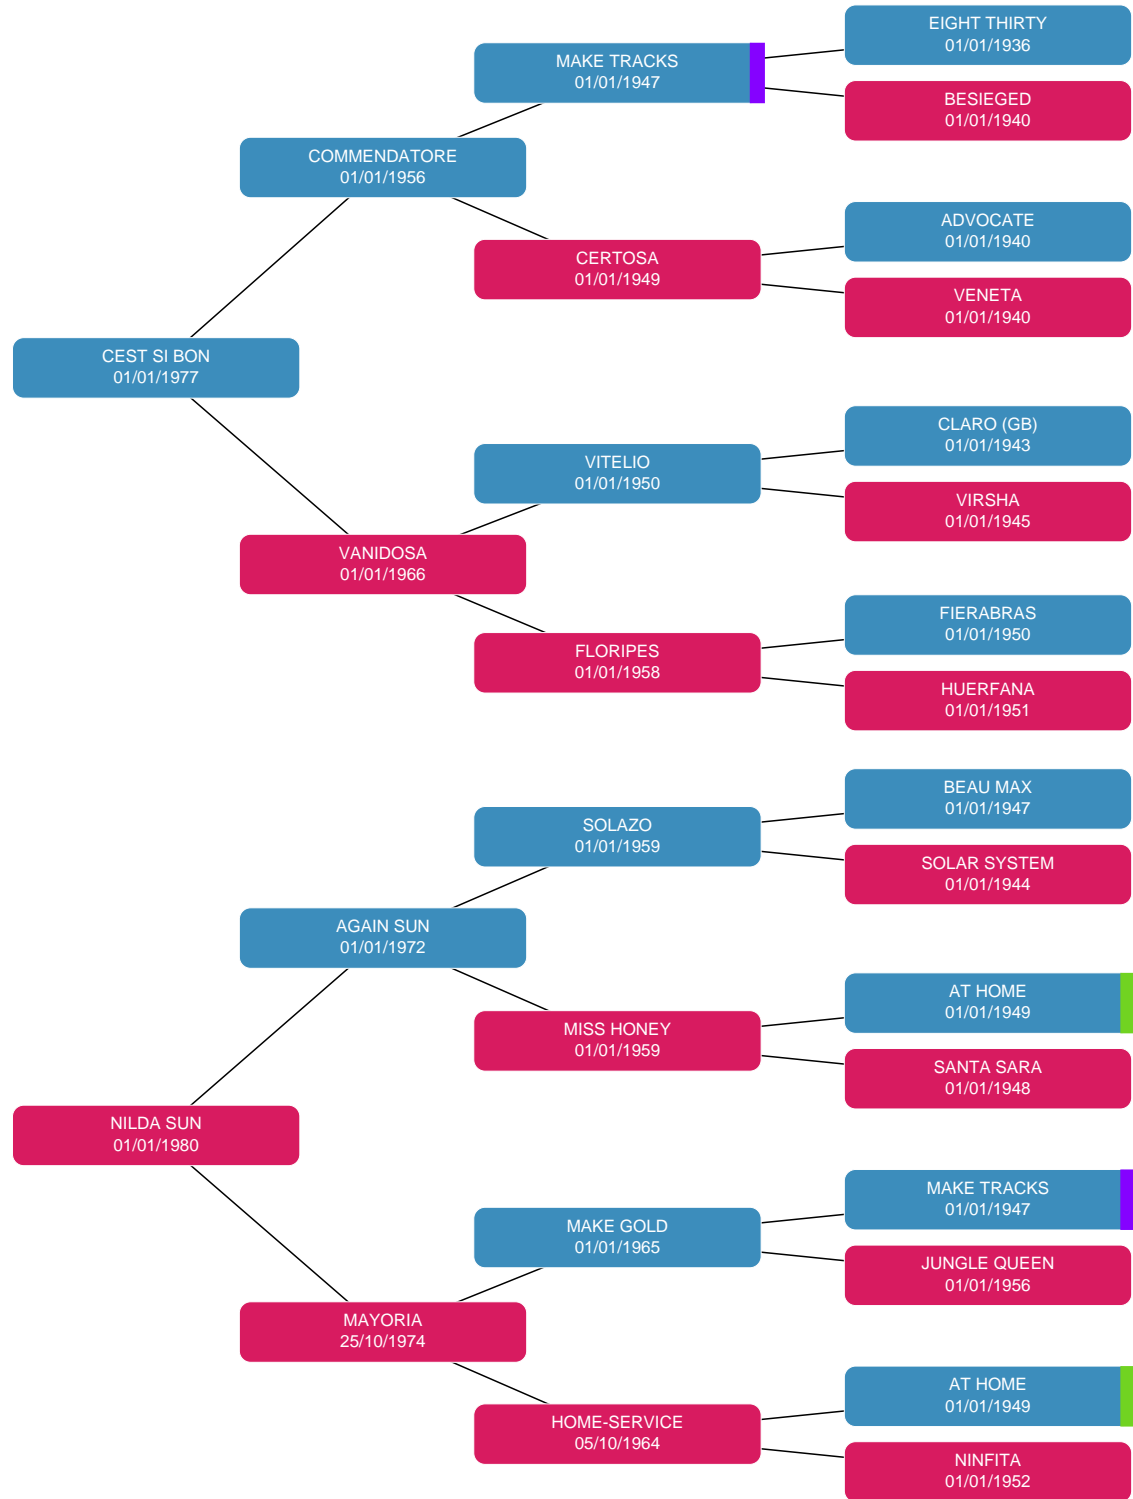 EIGHT THIRTY
01/01/1936
MAKE TRACKS
01/01/1947
BESIEGED
01/01/1940
COMMENDATORE
01/01/1956
ADVOCATE
01/01/1940
CERTOSA
01/01/1949
VENETA
01/01/1940
CEST SI BON
01/01/1977
CLARO (GB)
01/01/1943
VITELIO
01/01/1950
VIRSHA
01/01/1945
VANIDOSA
01/01/1966
FIERABRAS
01/01/1950
FLORIPES
01/01/1958
HUERFANA
01/01/1951
BEAU MAX
01/01/1947
SOLAZO
01/01/1959
SOLAR SYSTEM
01/01/1944
AGAIN SUN
01/01/1972
AT HOME
01/01/1949
MISS HONEY
01/01/1959
SANTA SARA
01/01/1948
NILDA SUN
01/01/1980
MAKE TRACKS
01/01/1947
MAKE GOLD
01/01/1965
JUNGLE QUEEN
01/01/1956
MAYORIA
25/10/1974
AT HOME
01/01/1949
HOME-SERVICE
05/10/1964
NINFITA
01/01/1952